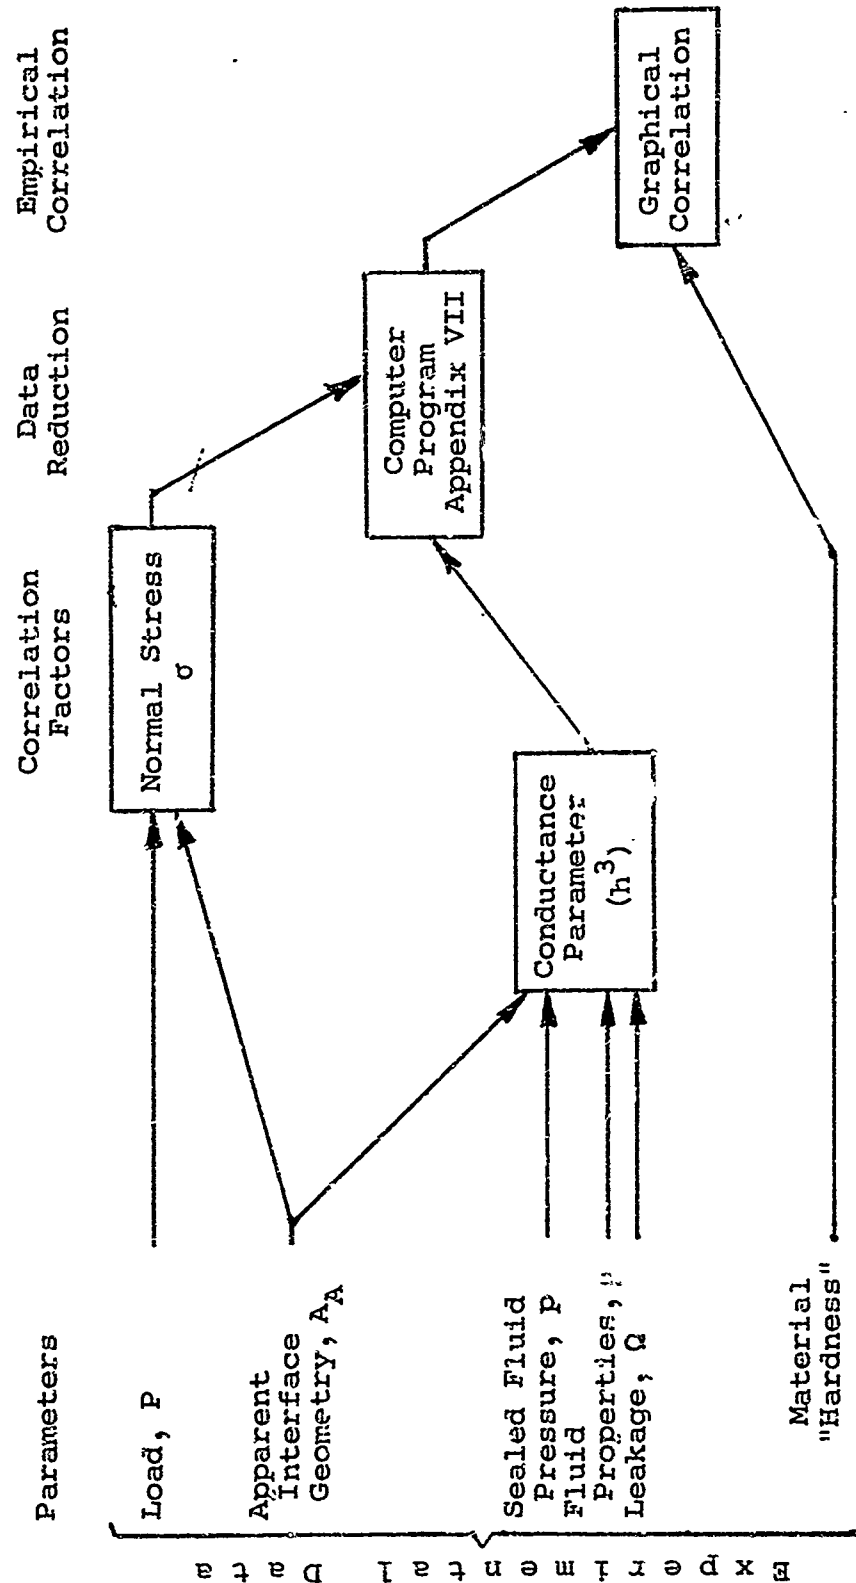 Parameters
Correlation
Factors
Data
Reduction
Empirical
Correlation
Experimental Data
Load, P
Apparent
Interface
Geometry, A_A
Sealed Fluid
Pressure, p
Fluid
Properties,
Leakage, Ω
Material
"Hardness"
Normal Stress
σ
Conductance
Parameter
(h³)
Computer
Program
Appendix VII
Graphical
Correlation